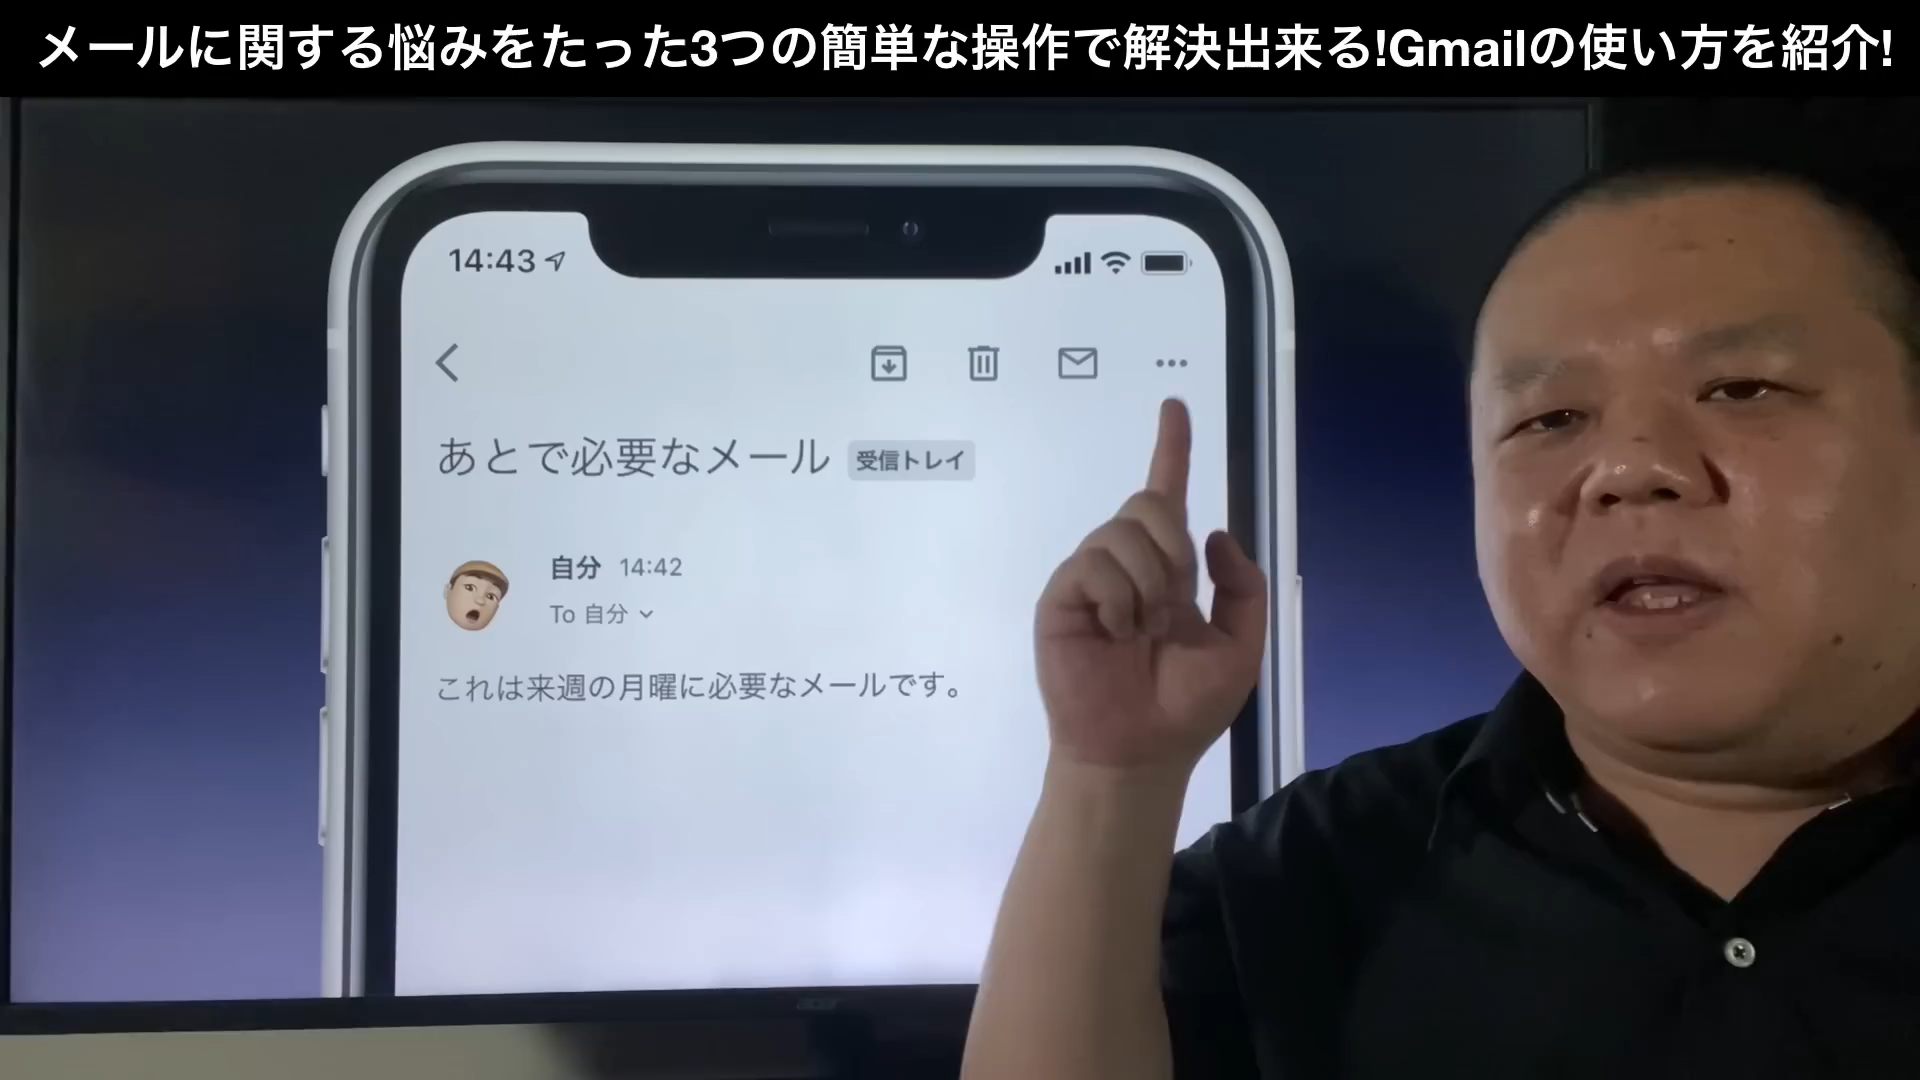 メールに関する悩みをたった3つの簡単な操作で解決出来る!Gmailの使い方を紹介!
14:43
あとで必要なメール 受信トレイ
自分 14:42
To 自分
これは来週の月曜に必要なメールです。
acer